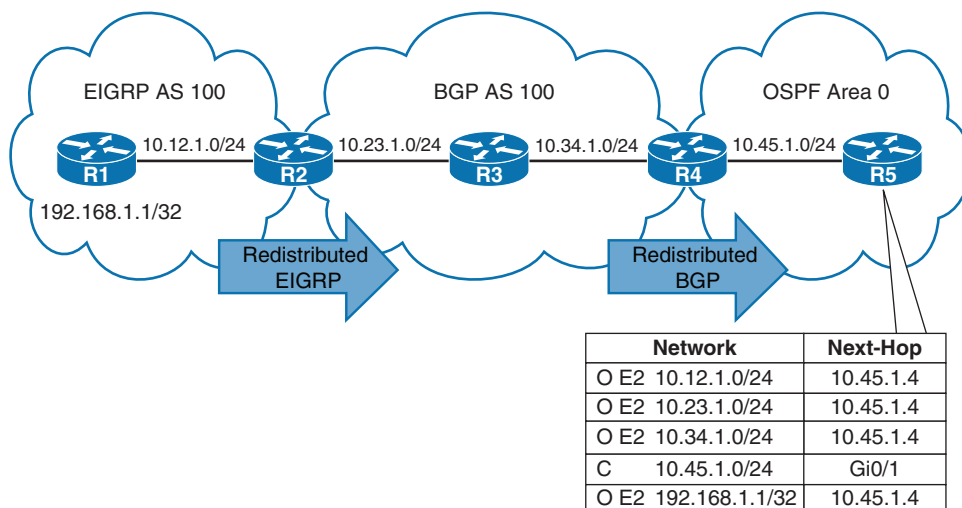 EIGRP AS 100
BGP AS 100
OSPF Area 0
10.12.1.0/24
10.23.1.0/24
10.34.1.0/24
10.45.1.0/24
R1
R2
R3
R4
R5
192.168.1.1/32
Redistributed
EIGRP
Redistributed
BGP
Network Next-Hop
O E2 10.12.1.0/24 10.45.1.4
O E2 10.23.1.0/24 10.45.1.4
O E2 10.34.1.0/24 10.45.1.4
C 10.45.1.0/24 Gi0/1
O E2 192.168.1.1/32 10.45.1.4